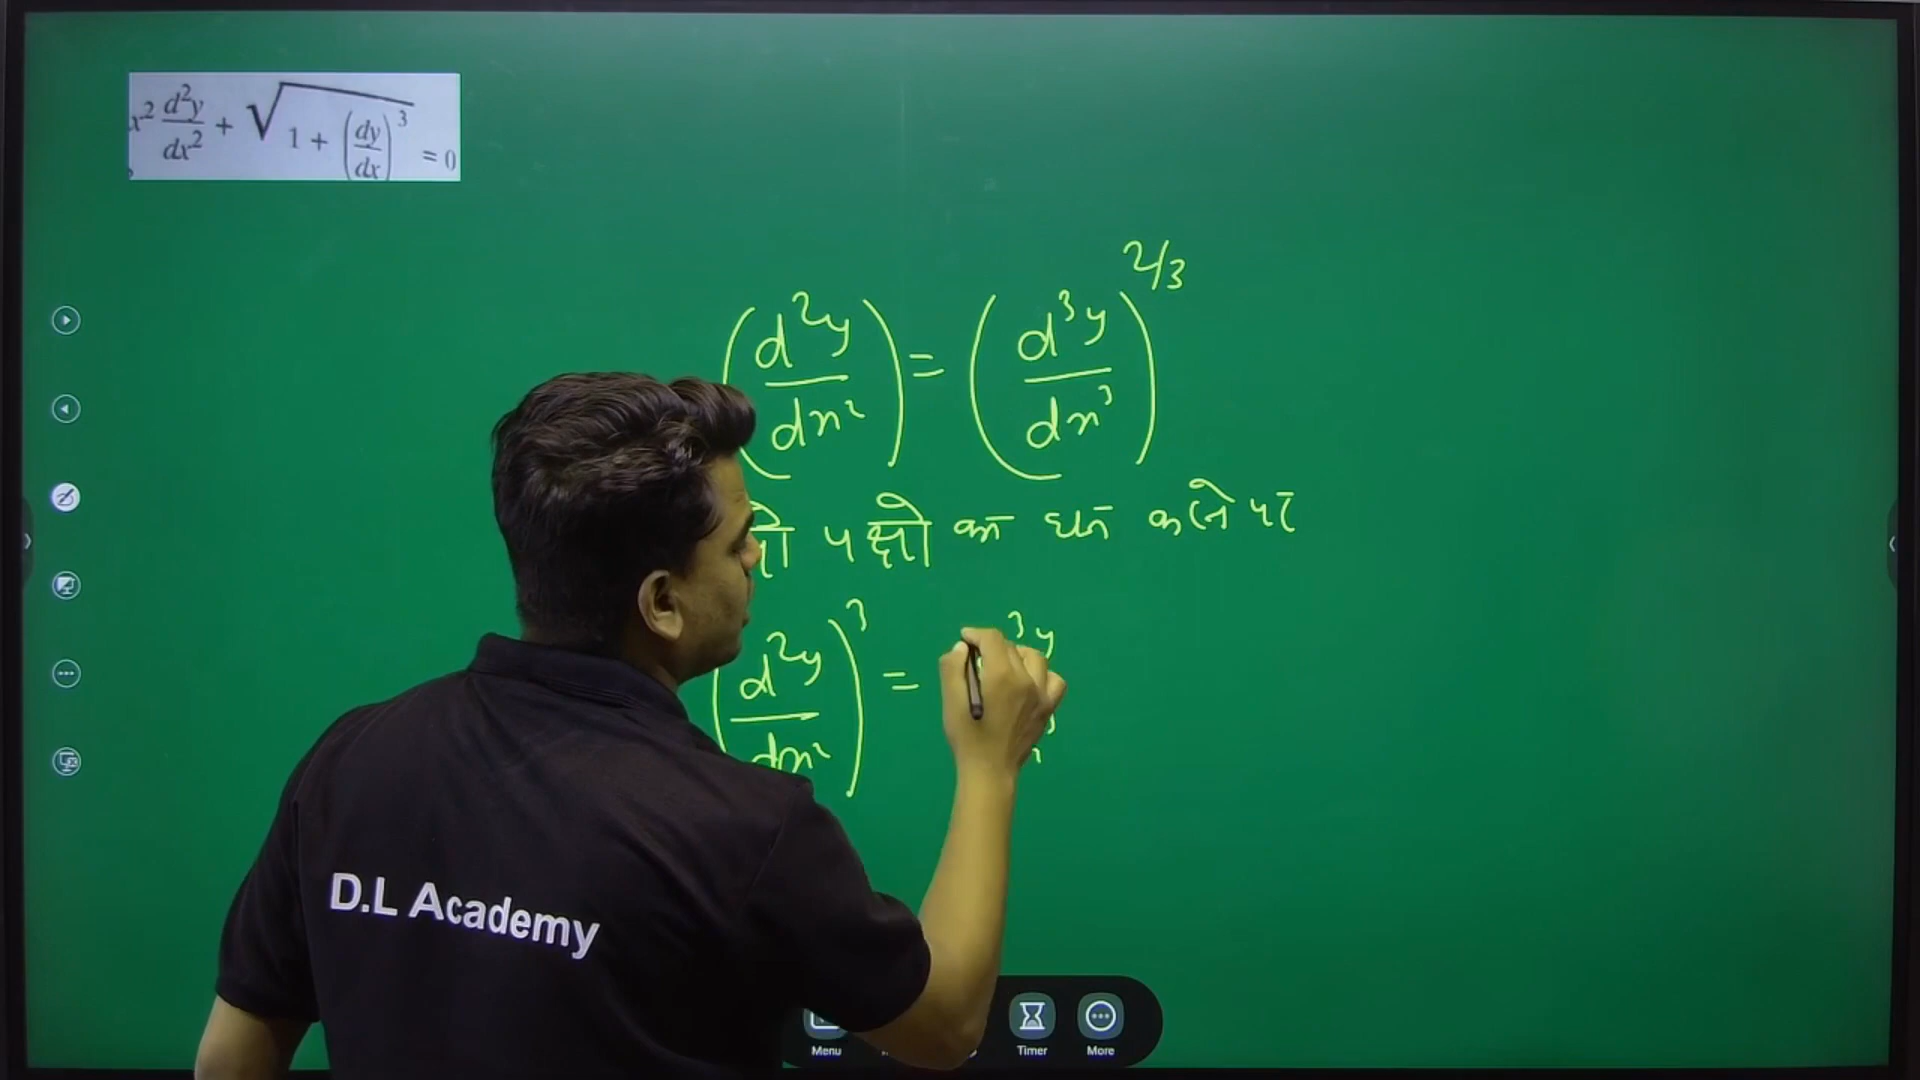 x² d²y/dx² + √1 + (dy/dx)³ = 0
(d²y/dx²) = (d³y/dx³)^2/3
पक्षो का घन करने पर
(d²y/dx²)³ =
D.L Academy
Menu Timer More